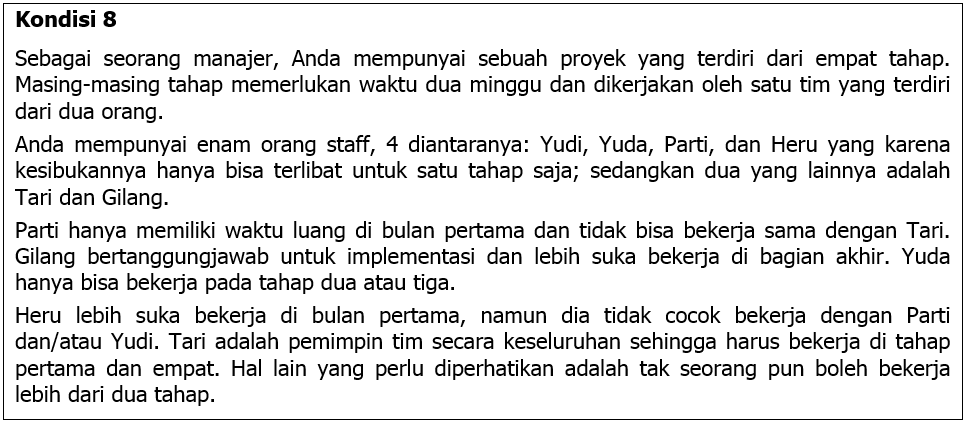 Kondisi 8
Sebagai seorang manajer, Anda mempunyai sebuah proyek yang terdiri dari empat tahap.
Masing-masing tahap memerlukan waktu dua minggu dan dikerjakan oleh satu tim yang terdiri
dari dua orang.
Anda mempunyai enam orang staff, 4 diantaranya: Yudi, Yuda, Parti, dan Heru yang karena
kesibukannya hanya bisa terlibat untuk satu tahap saja; sedangkan dua yang lainnya adalah
Tari dan Gilang.
Parti hanya memiliki waktu luang di bulan pertama dan tidak bisa bekerja sama dengan Tari.
Gilang bertanggungjawab untuk implementasi dan lebih suka bekerja di bagian akhir. Yuda
hanya bisa bekerja pada tahap dua atau tiga.
Heru lebih suka bekerja di bulan pertama, namun dia tidak cocok bekerja dengan Parti
dan/atau Yudi. Tari adalah pemimpin tim secara keseluruhan sehingga harus bekerja di tahap
pertama dan empat. Hal lain yang perlu diperhatikan adalah tak seorang pun boleh bekerja
lebih dari dua tahap.